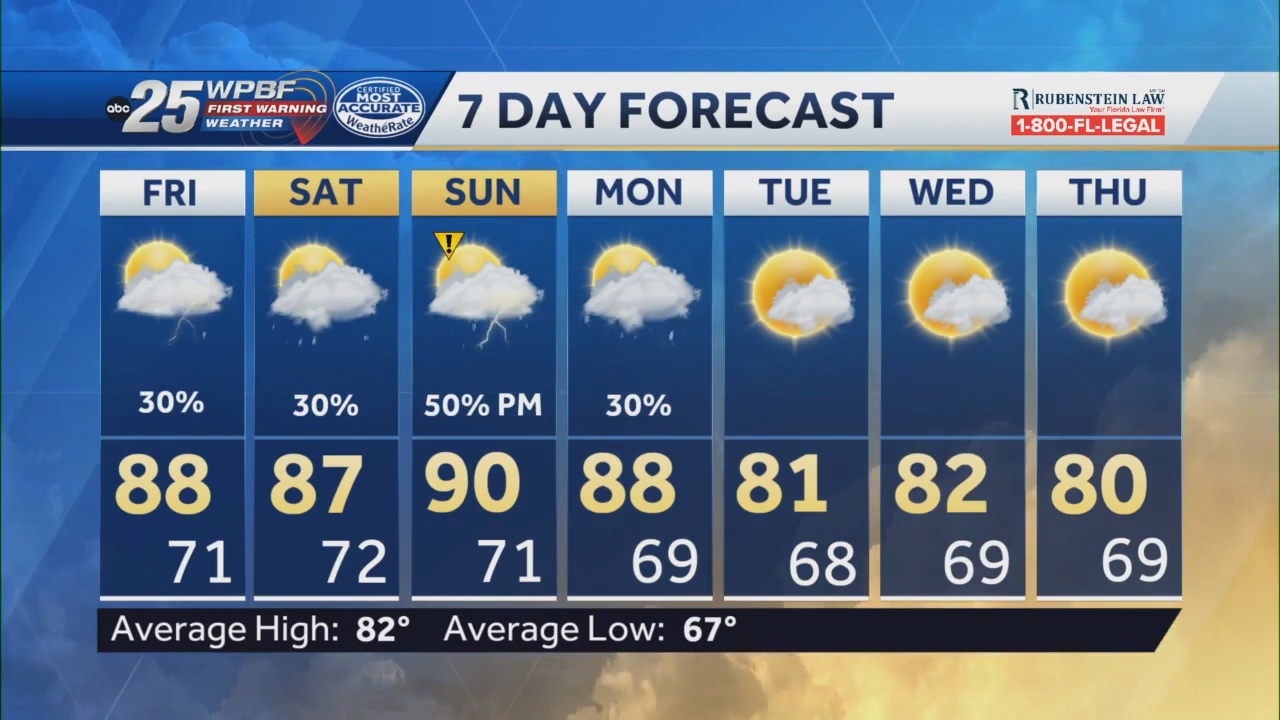 abc 25 WPBF
FIRST WARNING
WEATHER
CERTIFIED
MOST
ACCURATE
WeatheRate
7 DAY FORECAST
RUBENSTEIN LAW
Your Florida Law Firm
1-800-FL-LEGAL
FRI SAT SUN MON TUE WED THU
!
30% 30% 50% PM 30%
88 87 90 88 81 82 80
71 72 71 69 68 69 69
Average High: 82° Average Low: 67°